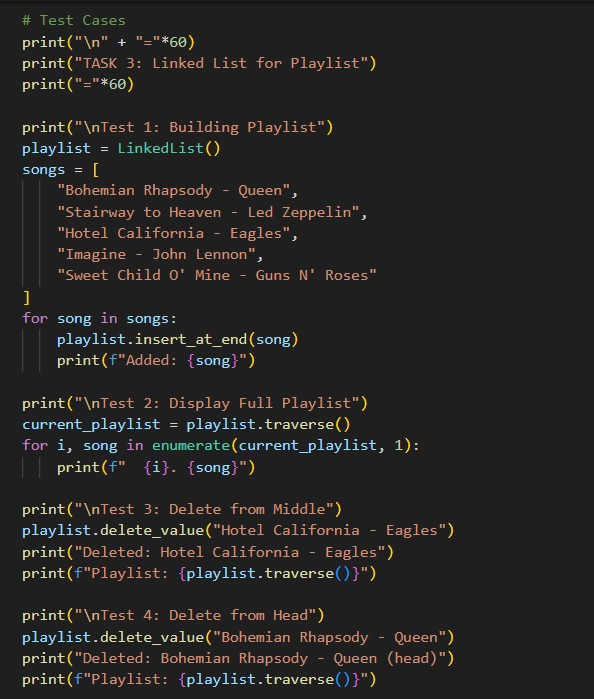 # Test Cases
print("\n" + "="*60)
print("TASK 3: Linked List for Playlist")
print("="*60)
print("\nTest 1: Building Playlist")
playlist = LinkedList()
songs = [
    "Bohemian Rhapsody - Queen",
    "Stairway to Heaven - Led Zeppelin",
    "Hotel California - Eagles",
    "Imagine - John Lennon",
    "Sweet Child O' Mine - Guns N' Roses"
]
for song in songs:
    playlist.insert_at_end(song)
    print(f"Added: {song}")
print("\nTest 2: Display Full Playlist")
current_playlist = playlist.traverse()
for i, song in enumerate(current_playlist, 1):
    print(f"  {i}. {song}")
print("\nTest 3: Delete from Middle")
playlist.delete_value("Hotel California - Eagles")
print("Deleted: Hotel California - Eagles")
print(f"Playlist: {playlist.traverse()}")
print("\nTest 4: Delete from Head")
playlist.delete_value("Bohemian Rhapsody - Queen")
print("Deleted: Bohemian Rhapsody - Queen (head)")
print(f"Playlist: {playlist.traverse()}")